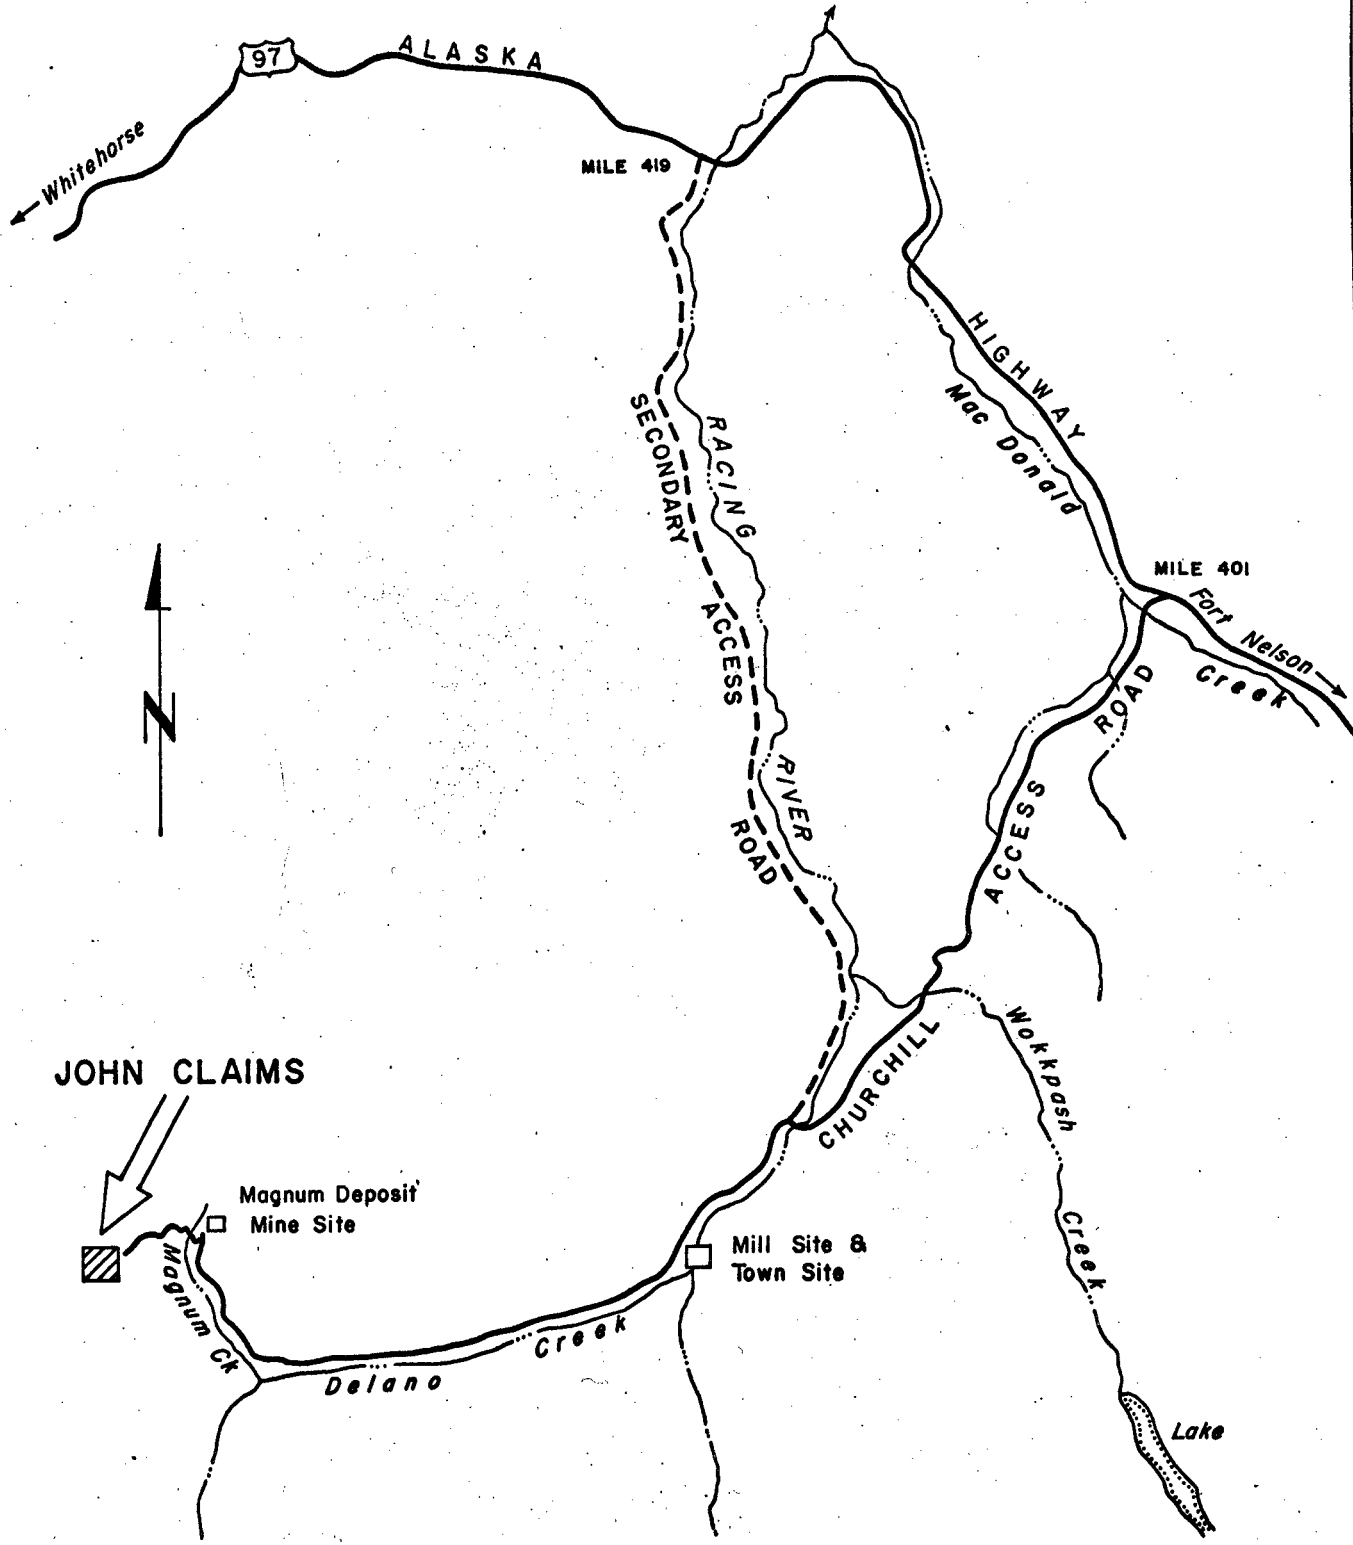 97
ALASKA
Whitehorse
MILE 419
HIGHWAY
Mac Donald
SECONDARY
RACING
MILE 401
Fort Nelson
Creek
ACCESS
ROAD
N
RIVER
ROAD
ACCESS
JOHN CLAIMS
Wokkpash
CHURCHILL
Magnum Deposit
Mine Site
Creek
Mill Site &
Town Site
Magnum Ck
Creek
Delano
Lake